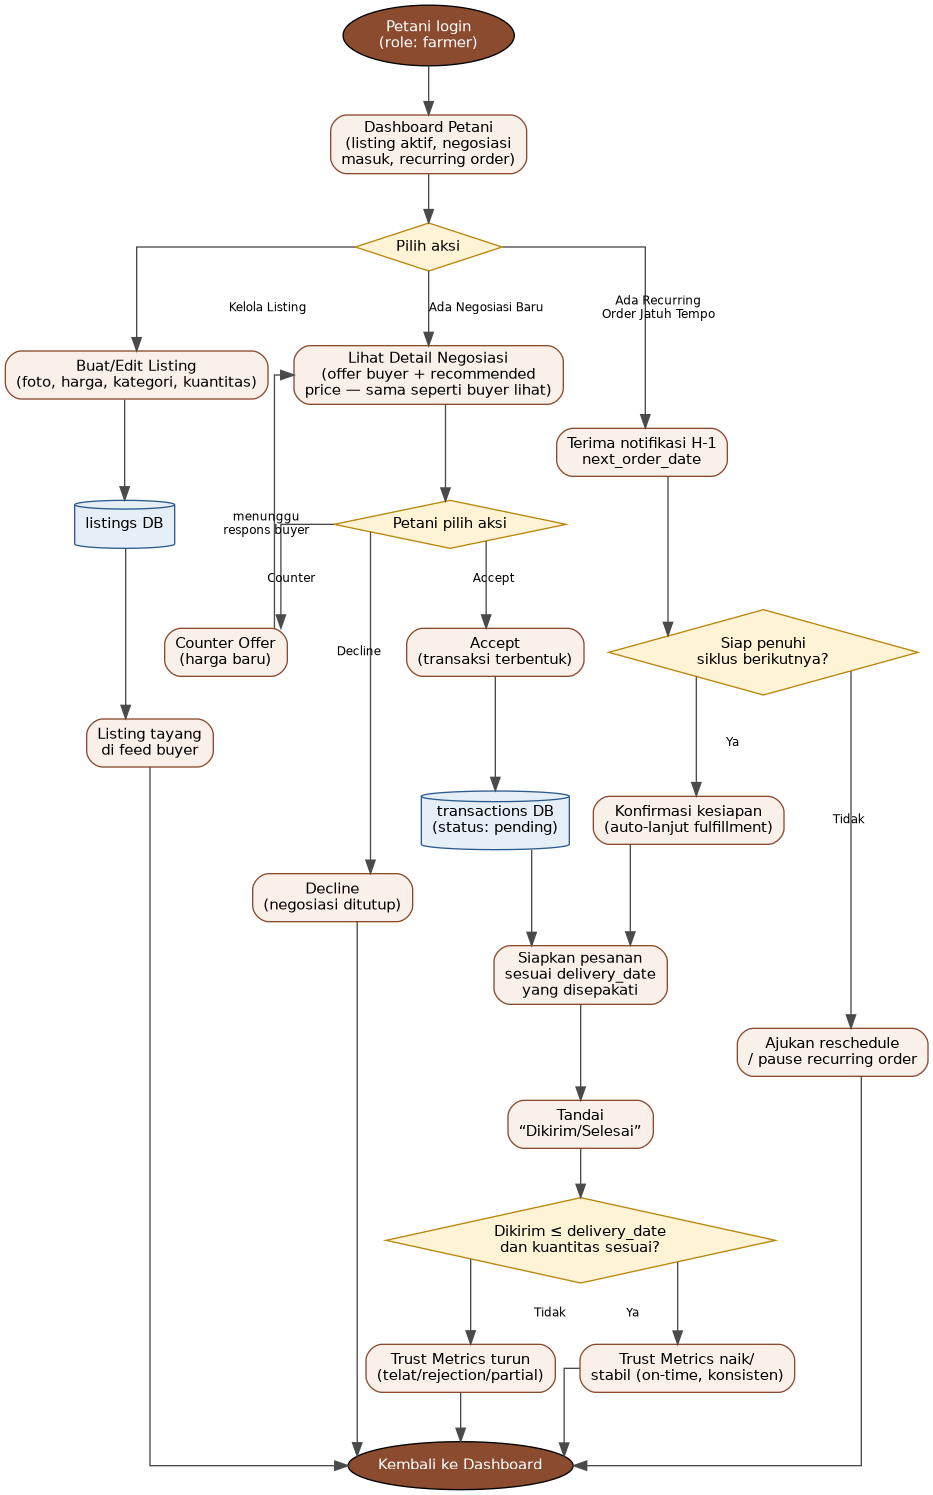 Petani login
(role: farmer)
Dashboard Petani
(listing aktif, negosiasi
masuk, recurring order)
Pilih aksi
Kelola Listing
Ada Negosiasi Baru
Ada Recurring
Order Jatuh Tempo
Buat/Edit Listing
(foto, harga, kategori, kuantitas)
Lihat Detail Negosiasi
(offer buyer + recommended
price — sama seperti buyer lihat)
Terima notifikasi H-1
next_order_date
listings DB
menunggu
respons buyer
Petani pilih aksi
Counter
Accept
Decline
Counter Offer
(harga baru)
Accept
(transaksi terbentuk)
Siap penuhi
siklus berikutnya?
Listing tayang
di feed buyer
Ya
Tidak
transactions DB
(status: pending)
Konfirmasi kesiapan
(auto-lanjut fulfillment)
Decline
(negosiasi ditutup)
Siapkan pesanan
sesuai delivery_date
yang disepakati
Ajukan reschedule
/ pause recurring order
Tandai
“Dikirim/Selesai”
Dikirim ≤ delivery_date
dan kuantitas sesuai?
Tidak
Ya
Trust Metrics turun
(telat/rejection/partial)
Trust Metrics naik/
stabil (on-time, konsisten)
Kembali ke Dashboard